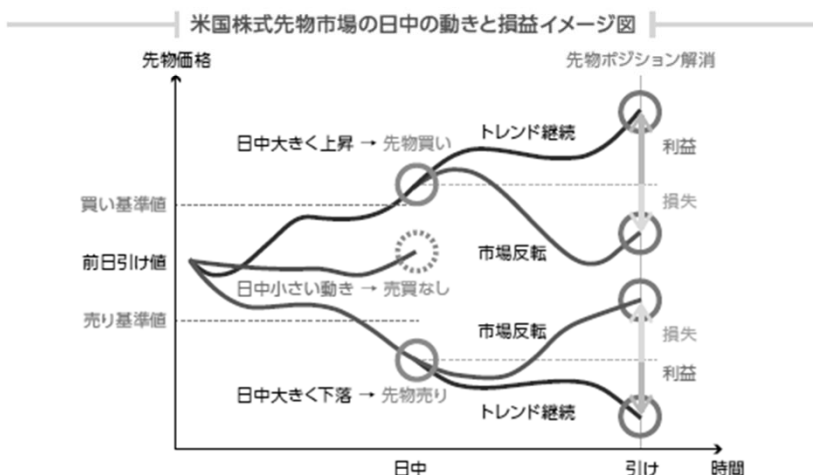 米国株式先物市場の日中の動きと損益イメージ図
先物価格
先物ポジション解消
日中大きく上昇 → 先物買い
トレンド継続
利益
買い基準値
損失
前日引け値
市場反転
日中小さい動き → 売買なし
売り基準値
市場反転
損失
利益
日中大きく下落 → 先物売り
トレンド継続
日中
引け
時間